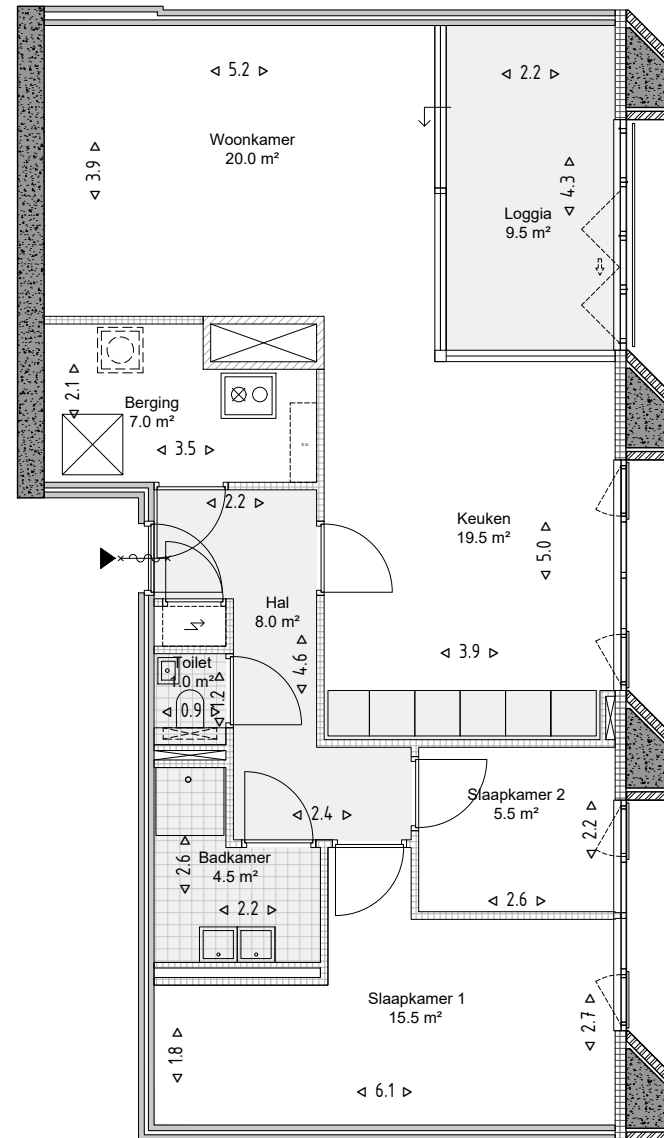 5.2
2.2
Woonkamer
20.0 m²
3.9
4.3
Loggia
9.5 m²
2.1
Berging
7.0 m²
3.5
v.v.
2.2
Keuken
19.5 m²
5.0
Hal
8.0 m²
4.6
3.9
Toilet
1.0 m²
1.2
0.9
Slaapkamer 2
5.5 m²
2.4
2.2
Badkamer
4.5 m²
2.6
2.2
2.6
Slaapkamer 1
15.5 m²
2.7
1.8
6.1